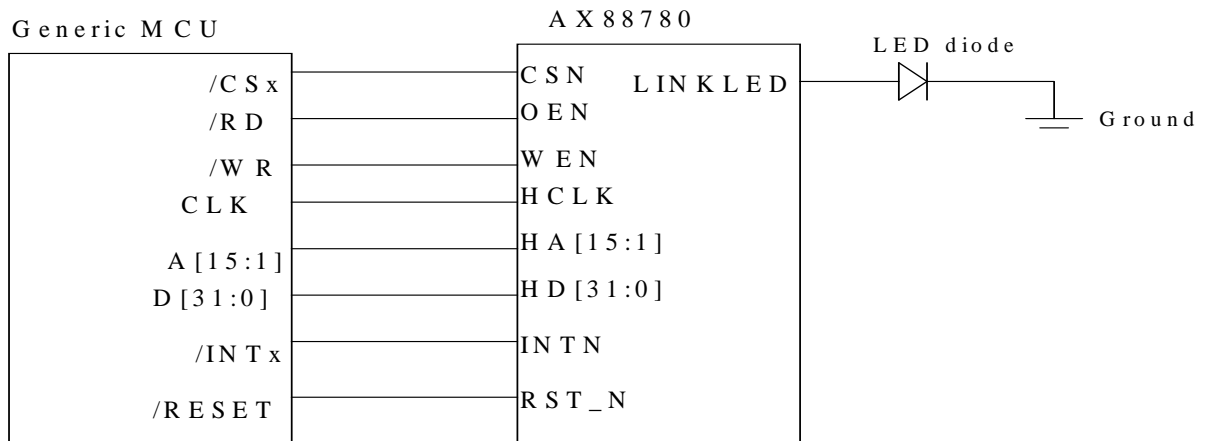 Generic MCU
/CSx
/RD
/WR
CLK
A[15:1]
D[31:0]
/INTx
/RESET
AX88780
CSN
OEN
WEN
HCLK
HA[15:1]
HD[31:0]
INTN
RST_N
LINKLED
LED diode
Ground